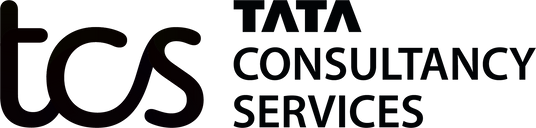 tcs
TATA
CONSULTANCY
SERVICES